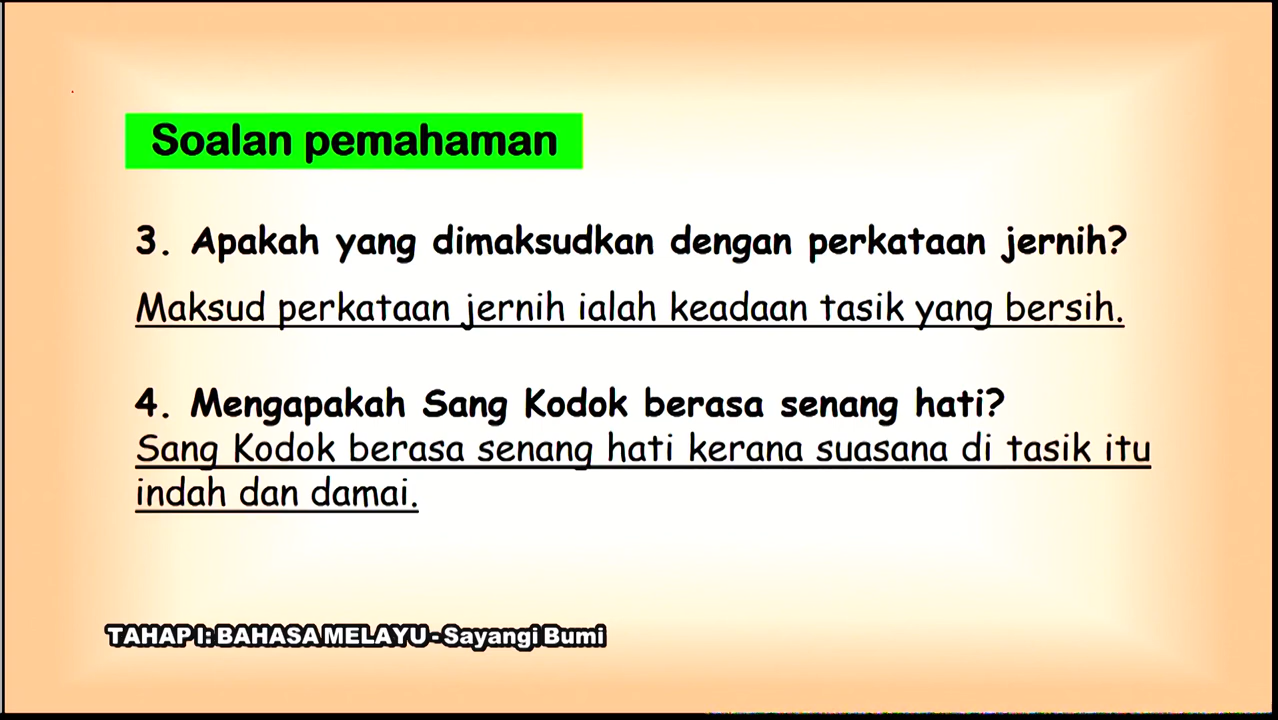 Soalan pemahaman
3. Apakah yang dimaksudkan dengan perkataan jernih?
Maksud perkataan jernih ialah keadaan tasik yang bersih.
4. Mengapakah Sang Kodok berasa senang hati?
Sang Kodok berasa senang hati kerana suasana di tasik itu
indah dan damai.
TAHAP I: BAHASA MELAYU - Sayangi Bumi